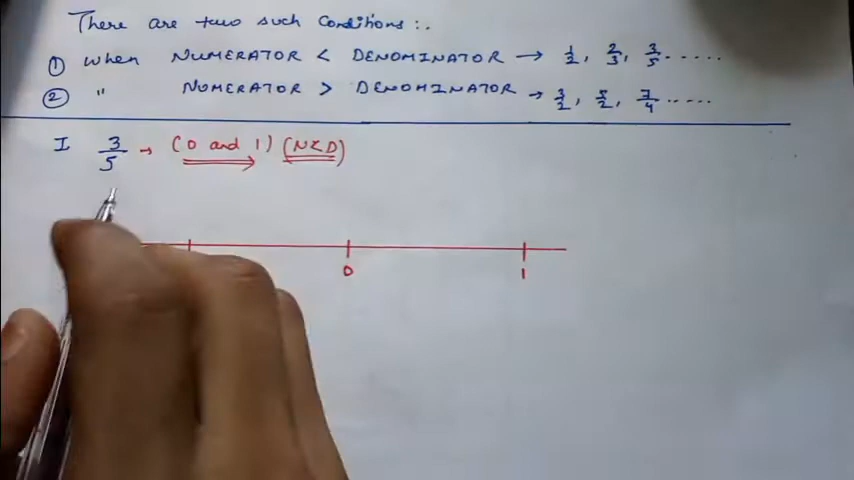 There are two such conditions:.
① When NUMERATOR < DENOMINATOR → 1/2, 2/3, 3/5.....
② " NUMERATOR > DENOMINATOR → 3/2, 5/2, 7/4.....
I 3/5 → (0 and 1) (N<D)
0 1